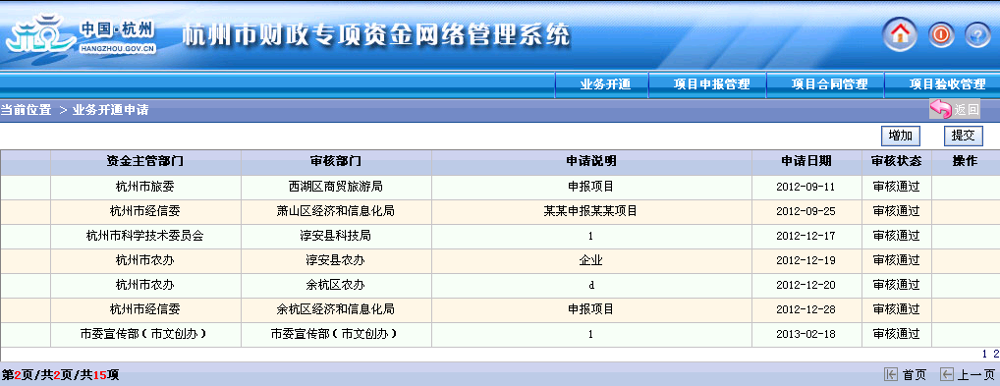 中国·杭州
HANGZHOU.GOV.CN
杭州市财政专项资金网络管理系统
业务开通 项目申报管理 项目合同管理 项目验收管理
当前位置 > 业务开通申请 返回
增加 提交
资金主管部门 审核部门 申请说明 申请日期 审核状态 操作
杭州市旅委 西湖区商贸旅游局 申报项目 2012-09-11 审核通过
杭州市经信委 萧山区经济和信息化局 某某申报某某项目 2012-09-25 审核通过
杭州市科学技术委员会 淳安县科技局 1 2012-12-17 审核通过
杭州市农办 淳安县农办 企业 2012-12-19 审核通过
杭州市农办 余杭区农办 d 2012-12-20 审核通过
杭州市经信委 余杭区经济和信息化局 申报项目 2012-12-28 审核通过
市委宣传部(市文创办) 市委宣传部(市文创办) 1 2013-02-18 审核通过
1 2
第2页/共2页/共15项 首页 上一页